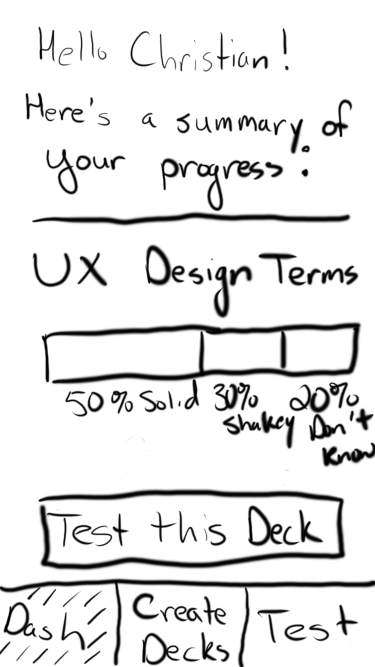 Hello Christian!
Here's a summary of
your progress:
UX Design Terms
50% Solid 30% 20%
Shakey Don't
Know
Test this Deck
Dash Create Test
Decks